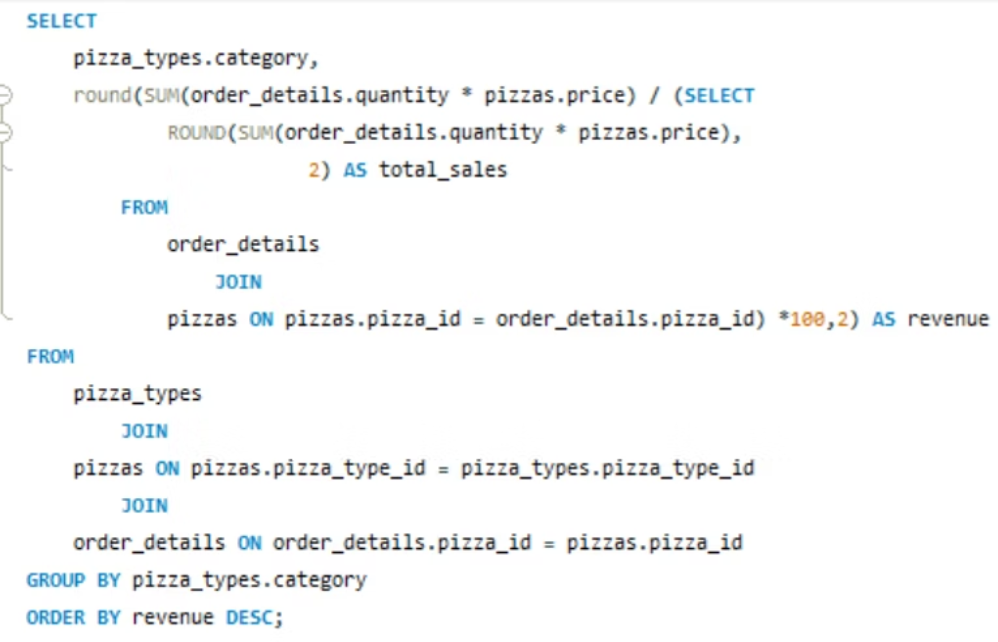 SELECT
pizza_types.category,
round(SUM(order_details.quantity * pizzas.price) / (SELECT
ROUND(SUM(order_details.quantity * pizzas.price),
2) AS total_sales
FROM
order_details
JOIN
pizzas ON pizzas.pizza_id = order_details.pizza_id) *100,2) AS revenue
FROM
pizza_types
JOIN
pizzas ON pizzas.pizza_type_id = pizza_types.pizza_type_id
JOIN
order_details ON order_details.pizza_id = pizzas.pizza_id
GROUP BY pizza_types.category
ORDER BY revenue DESC;